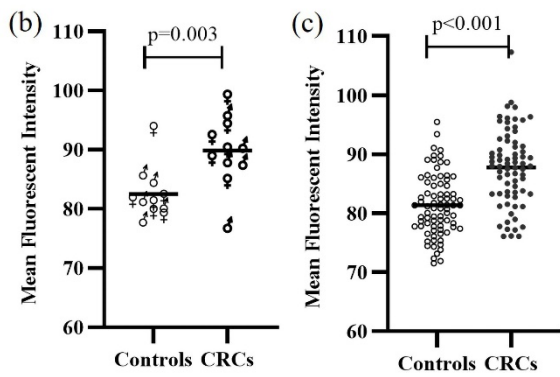 (b)
p=0.003
Mean Fluorescent Intensity
110
100
90
80
70
60
Controls CRCs
(c)
p<0.001
Mean Fluorescent Intensity
110
100
90
80
70
60
Controls CRCs